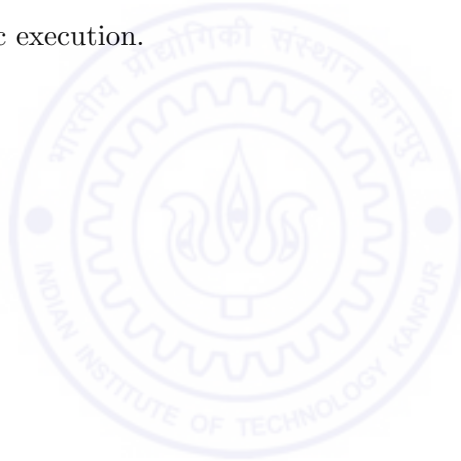 c execution.
भारतीय प्रौद्योगिकी संस्थान कानपुर
INDIAN INSTITUTE OF TECHNOLOGY KANPUR